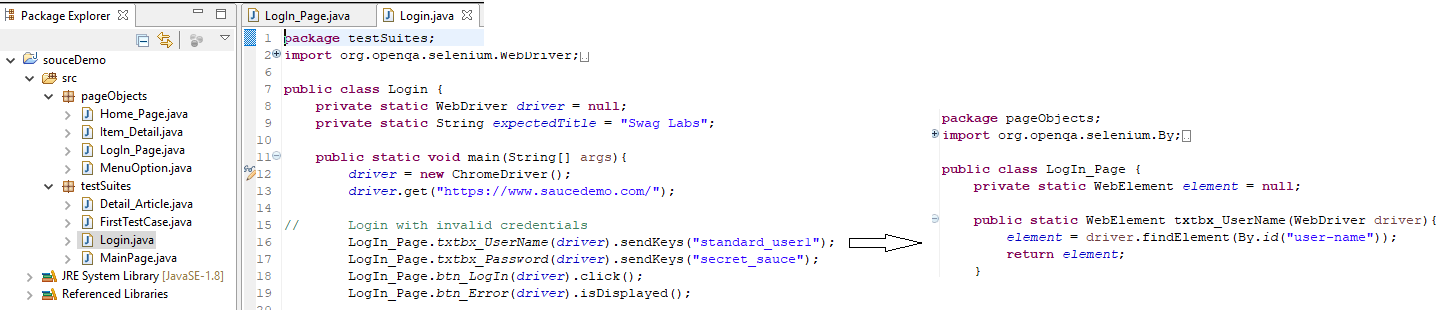 Package Explorer
souceDemo
src
pageObjects
Home_Page.java
Item_Detail.java
LogIn_Page.java
MenuOption.java
testSuites
Detail_Article.java
FirstTestCase.java
Login.java
MainPage.java
JRE System Library [JavaSE-1.8]
Referenced Libraries
LogIn_Page.java Login.java
1 package testSuites;
2 import org.openqa.selenium.WebDriver;
6
7 public class Login {
8 private static WebDriver driver = null;
9 private static String expectedTitle = "Swag Labs";
10
11 public static void main(String[] args){
12 driver = new ChromeDriver();
13 driver.get("https://www.saucedemo.com/");
14
15 // Login with invalid credentials
16 LogIn_Page.txtbx_UserName(driver).sendKeys("standard_user1");
17 LogIn_Page.txtbx_Password(driver).sendKeys("secret_sauce");
18 LogIn_Page.btn_LogIn(driver).click();
19 LogIn_Page.btn_Error(driver).isDisplayed();
package pageObjects;
import org.openqa.selenium.By;
public class LogIn_Page {
private static WebElement element = null;
public static WebElement txtbx_UserName(WebDriver driver){
element = driver.findElement(By.id("user-name"));
return element;
}